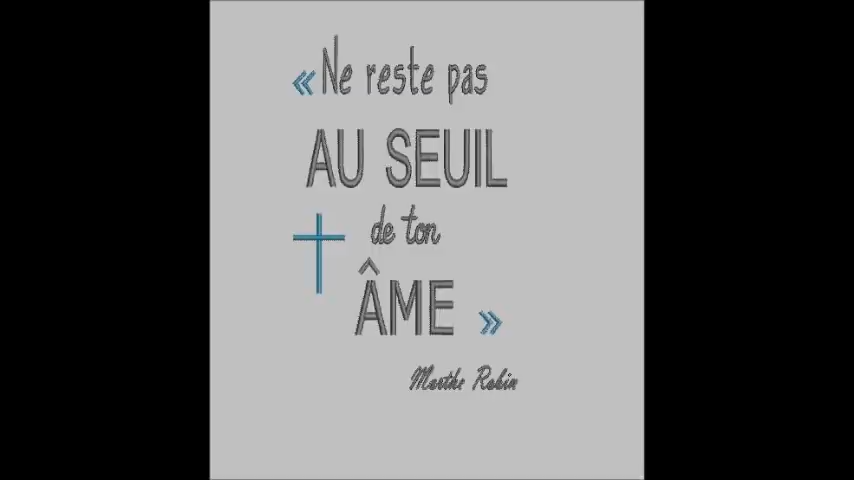 « Ne reste pas
AU SEUIL
de ton
ÂME »
Marthe Robin